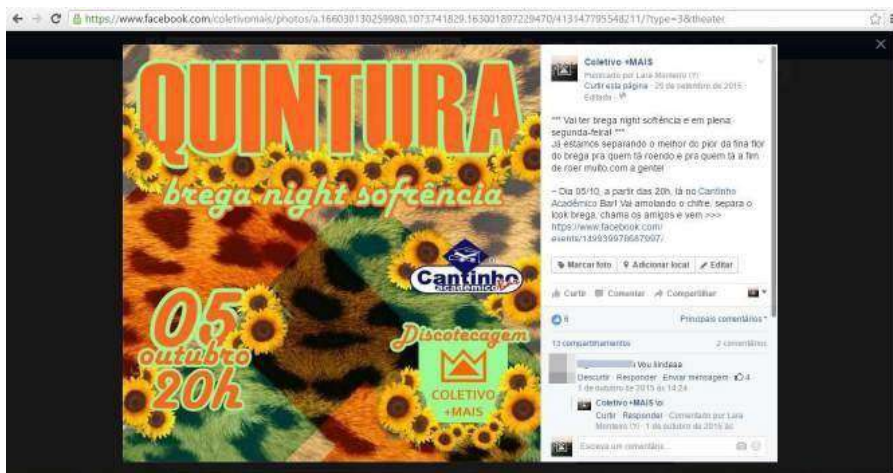 https://www.facebook.com/coletivomais/photos/a.166030130259980.1073741829.163001897229470/413147795548211/?type=3&theater
QUINTURA
brega night sofrência
Cantinho
acadêmico
05
outubro
20h
Discotecagem
COLETIVO
+MAIS
Coletivo +MAIS
Publicado por Lara Monteiro (?)
Curtir esta página · 25 de setembro de 2015 ·
Editada ·
*** Vai ter brega night sofrência e em plena
segunda-feira! ***
Já estamos separando o melhor do pior da fina flor
do brega pra quem tá roendo e pra quem tá a fim
de roer muito com a gente!
~ Dia 05/10, a partir das 20h, lá no Cantinho
Acadêmico Bar! Vai amolando o chifre, separa o
look brega, chama os amigos e vem >>>
https://www.facebook.com/
Marcar foto Adicionar local Editar
Curtir Comentar Compartilhar
6 Principais comentários
13 compartilhamentos 2 comentários
Vou lindaaa
Descurtir · Responder · Enviar mensagem · 4
1 de outubro de 2015 às 14:24
Coletivo +MAIS \o/
Curtir · Responder · Comentado por Lara
Monteiro (?) · 1 de outubro de 2015 às
Escreva um comentário...